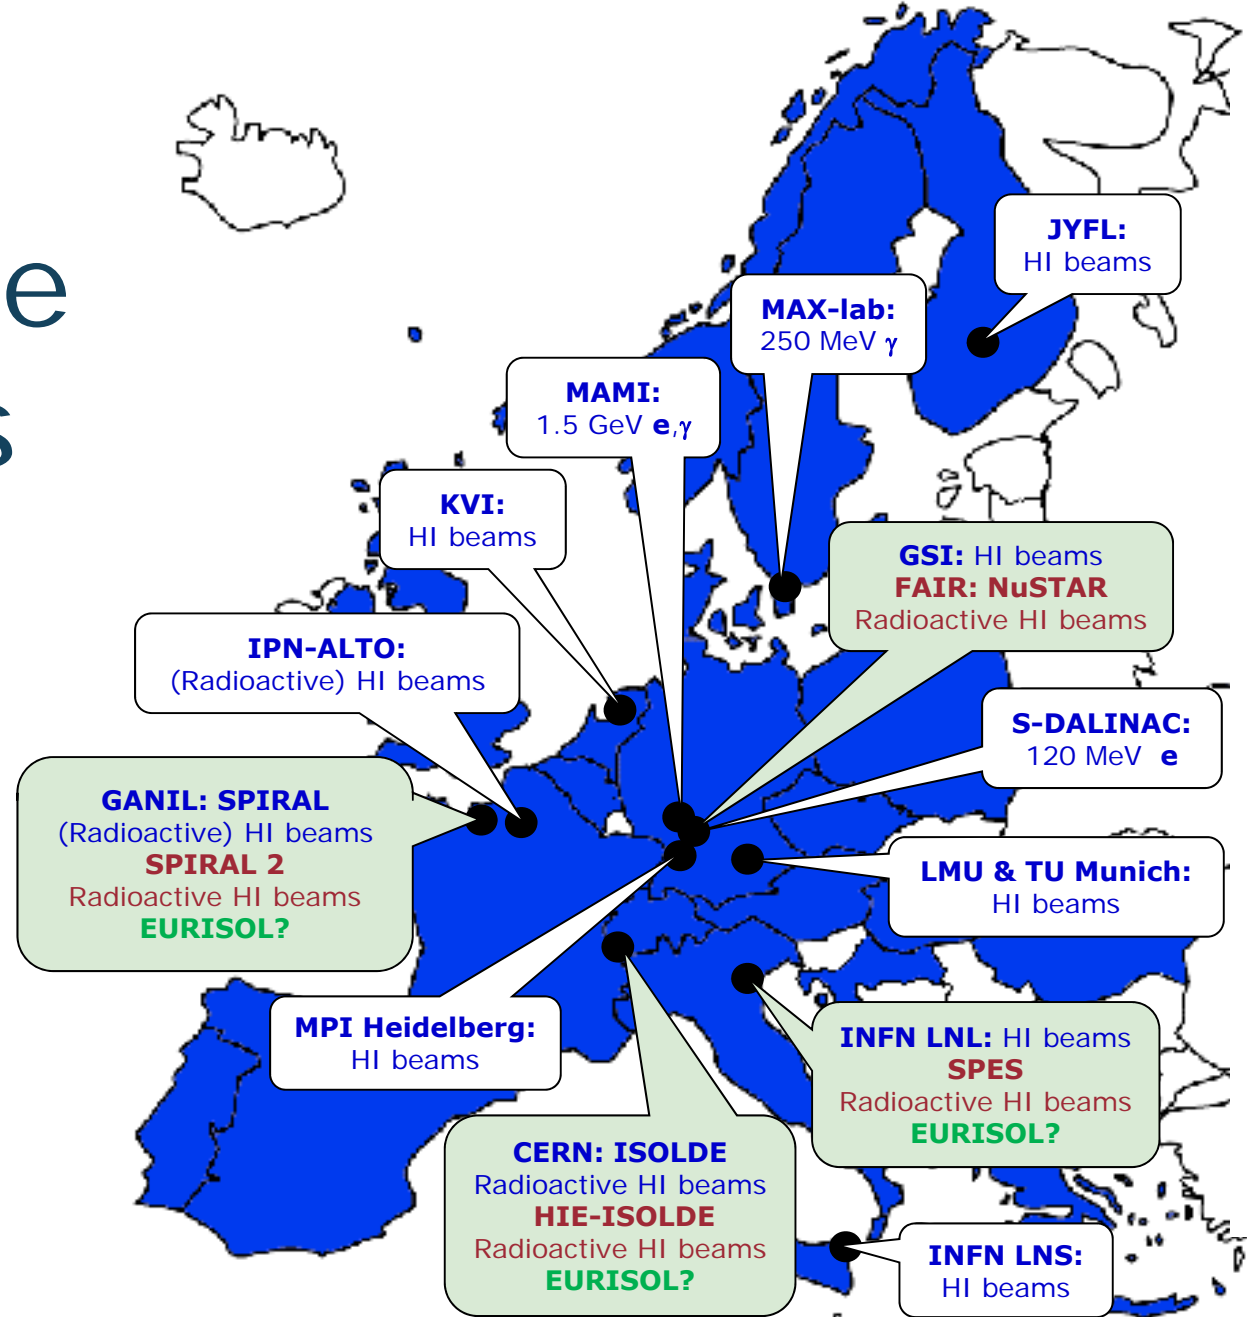 e
s
JYFL:
HI beams
MAX-lab:
250 MeV γ
MAMI:
1.5 GeV e,γ
KVI:
HI beams
GSI: HI beams
FAIR: NuSTAR
Radioactive HI beams
IPN-ALTO:
(Radioactive) HI beams
S-DALINAC:
120 MeV e
GANIL: SPIRAL
(Radioactive) HI beams
SPIRAL 2
Radioactive HI beams
EURISOL?
LMU & TU Munich:
HI beams
MPI Heidelberg:
HI beams
INFN LNL: HI beams
SPES
Radioactive HI beams
EURISOL?
CERN: ISOLDE
Radioactive HI beams
HIE-ISOLDE
Radioactive HI beams
EURISOL?
INFN LNS:
HI beams